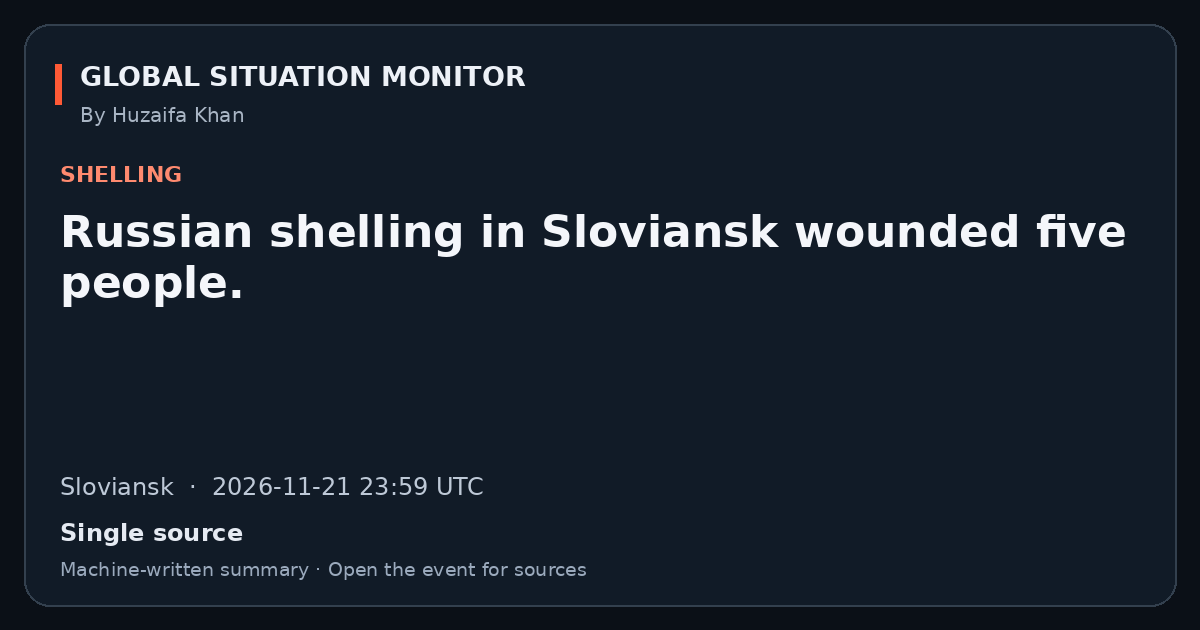 GLOBAL SITUATION MONITOR
By Huzaifa Khan
SHELLING
Russian shelling in Sloviansk wounded five
people.
Sloviansk · 2026-11-21 23:59 UTC
Single source
Machine-written summary · Open the event for sources